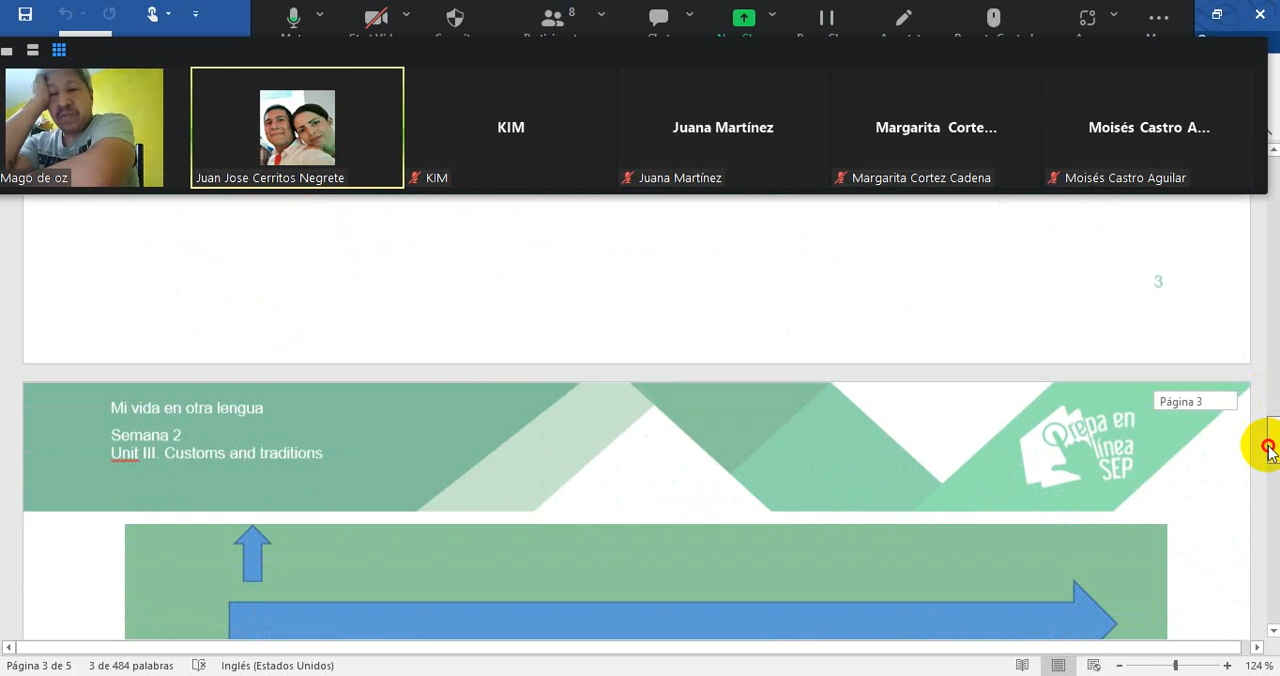 8
Mago de oz
Juan Jose Cerritos Negrete
KIM
KIM
Juana Martínez
Juana Martínez
Margarita Corte...
Margarita Cortez Cadena
Moisés Castro A...
Moisés Castro Aguilar
3
Mi vida en otra lengua
Semana 2
Unit III. Customs and traditions
Página 3
Prepa en
línea
SEP
Página 3 de 5
3 de 484 palabras
Inglés (Estados Unidos)
124 %